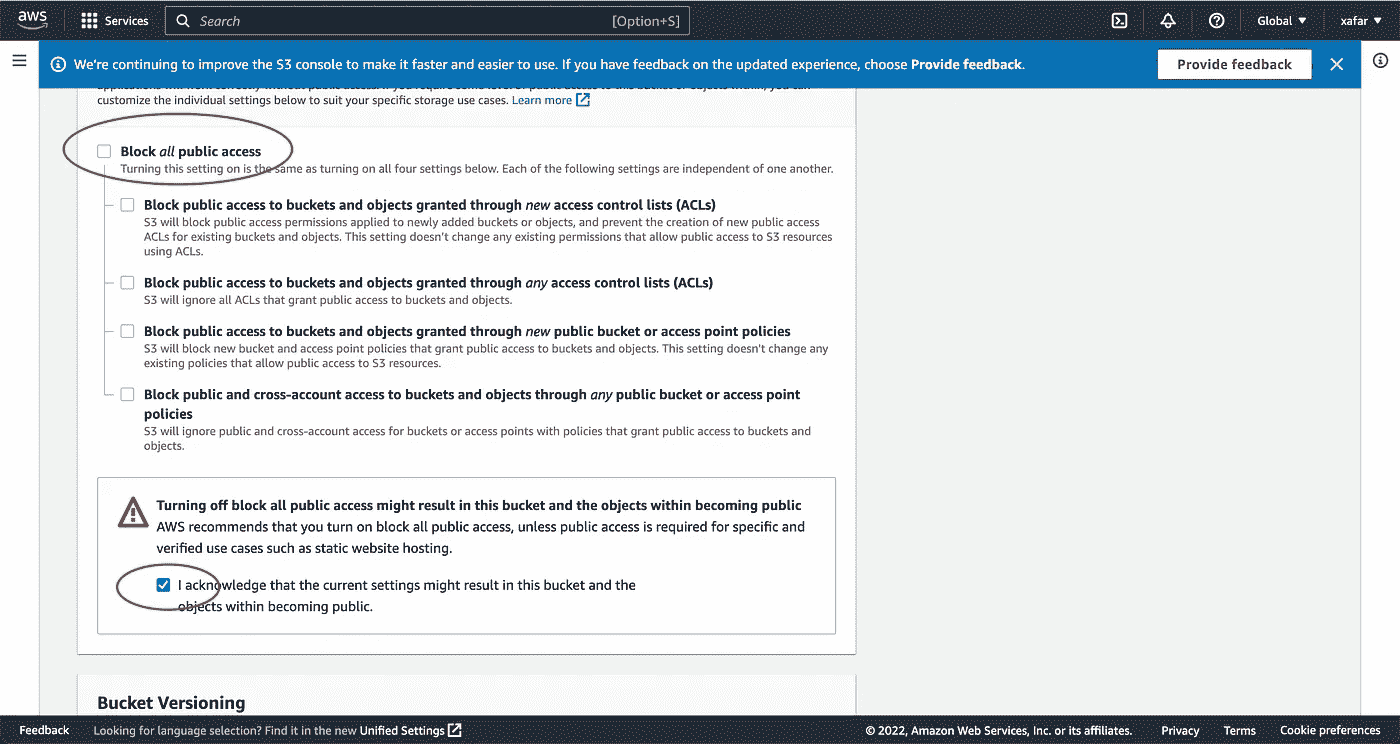 aws
Services
Search
[Option+S]
Global
xafar
We're continuing to improve the S3 console to make it faster and easier to use. If you have feedback on the updated experience, choose Provide feedback.
Provide feedback
customize the individual settings below to suit your specific storage use cases. Learn more
Block all public access
Turning this setting on is the same as turning on all four settings below. Each of the following settings are independent of one another.
Block public access to buckets and objects granted through new access control lists (ACLs)
S3 will block public access permissions applied to newly added buckets or objects, and prevent the creation of new public access
ACLs for existing buckets and objects. This setting doesn't change any existing permissions that allow public access to S3 resources
using ACLs.
Block public access to buckets and objects granted through any access control lists (ACLs)
S3 will ignore all ACLs that grant public access to buckets and objects.
Block public access to buckets and objects granted through new public bucket or access point policies
S3 will block new bucket and access point policies that grant public access to buckets and objects. This setting doesn't change any
existing policies that allow public access to S3 resources.
Block public and cross-account access to buckets and objects through any public bucket or access point
policies
S3 will ignore public and cross-account access for buckets or access points with policies that grant public access to buckets and
objects.
Turning off block all public access might result in this bucket and the objects within becoming public
AWS recommends that you turn on block all public access, unless public access is required for specific and
verified use cases such as static website hosting.
I acknowledge that the current settings might result in this bucket and the
objects within becoming public.
Bucket Versioning
Feedback
Looking for language selection? Find it in the new Unified Settings
© 2022, Amazon Web Services, Inc. or its affiliates.
Privacy
Terms
Cookie preferences